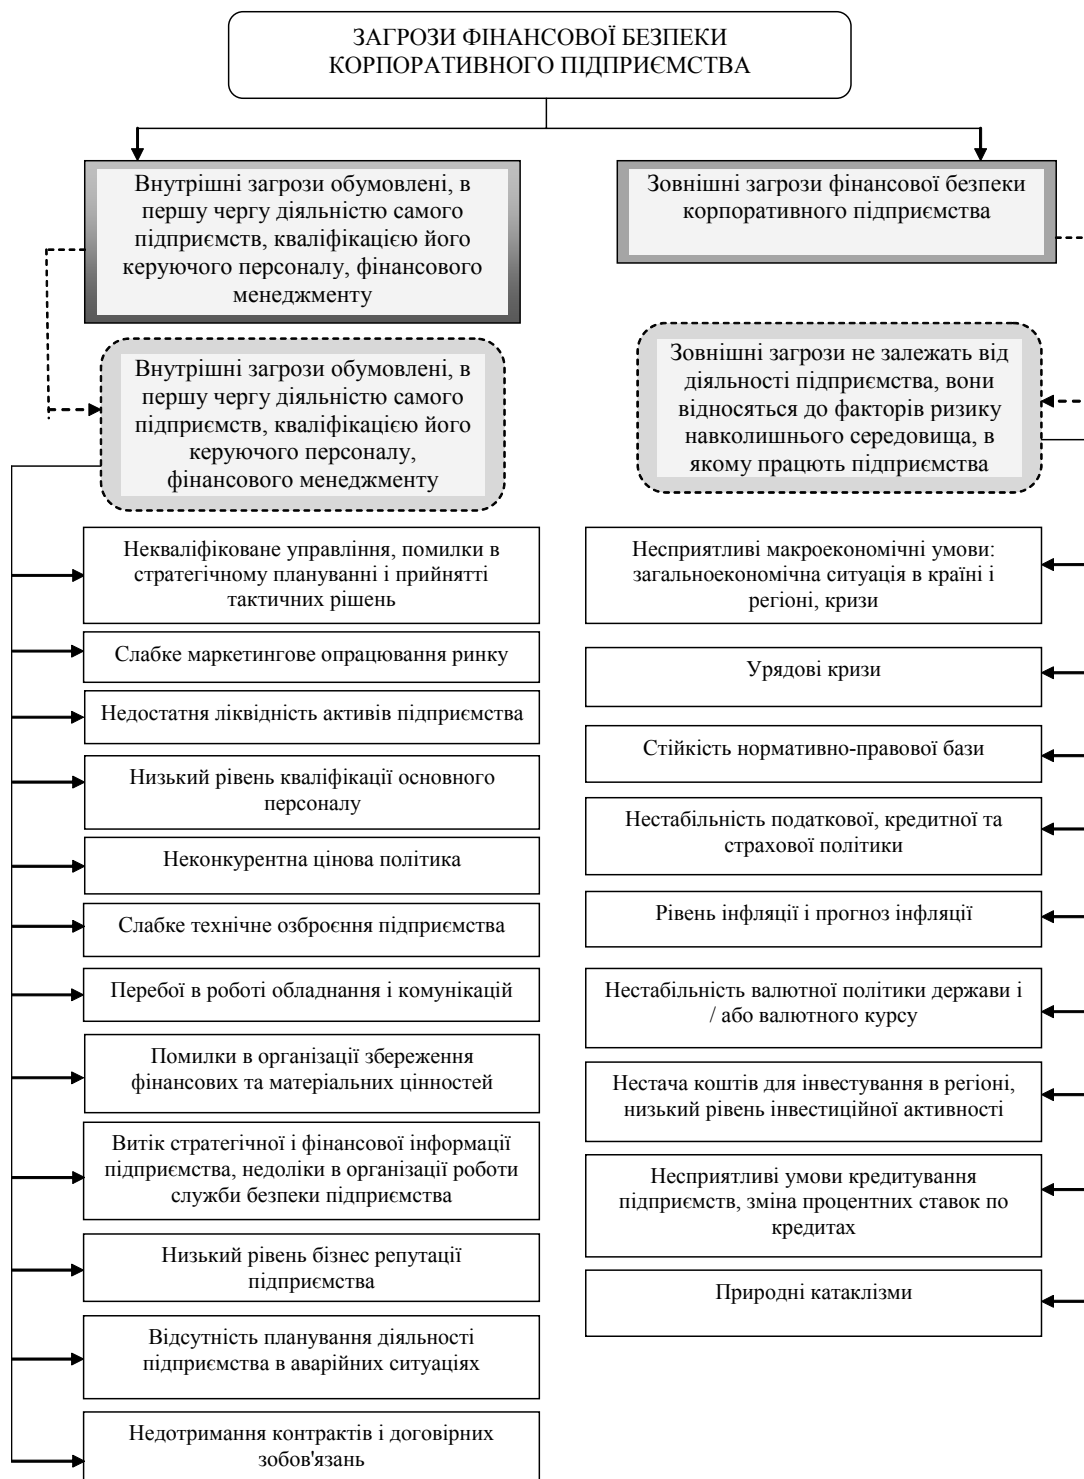 ЗАГРОЗИ ФІНАНСОВОЇ БЕЗПЕКИ
КОРПОРАТИВНОГО ПІДПРИЄМСТВА
Внутрішні загрози обумовлені, в
першу чергу діяльністю самого
підприємств, кваліфікацією його
керуючого персоналу, фінансового
менеджменту
Зовнішні загрози фінансової безпеки
корпоративного підприємства
Внутрішні загрози обумовлені, в
першу чергу діяльністю самого
підприємств, кваліфікацією його
керуючого персоналу,
фінансового менеджменту
Зовнішні загрози не залежать від
діяльності підприємства, вони
відносяться до факторів ризику
навколишнього середовища, в
якому працють підприємства
Некваліфіковане управління, помилки в
стратегічному плануванні і прийнятті
тактичних рішень
Слабке маркетингове опрацювання ринку
Недостатня ліквідність активів підприємства
Низький рівень кваліфікації основного
персоналу
Неконкурентна цінова політика
Слабке технічне озброєння підприємства
Перебої в роботі обладнання і комунікацій
Помилки в організації збереження
фінансових та матеріальних цінностей
Витік стратегічної і фінансової інформації
підприємства, недоліки в організації роботи
служби безпеки підприємства
Низький рівень бізнес репутації
підприємства
Відсутність планування діяльності
підприємства в аварійних ситуаціях
Недотримання контрактів і договірних
зобов'язань
Несприятливі макроекономічні умови:
загальноекономічна ситуація в країні і
регіоні, кризи
Урядові кризи
Стійкість нормативно-правової бази
Нестабільність податкової, кредитної та
страхової політики
Рівень інфляції і прогноз інфляції
Нестабільність валютної політики держави і
/ або валютного курсу
Нестача коштів для інвестування в регіоні,
низький рівень інвестиційної активності
Несприятливі умови кредитування
підприємств, зміна процентних ставок по
кредитах
Природні катаклізми